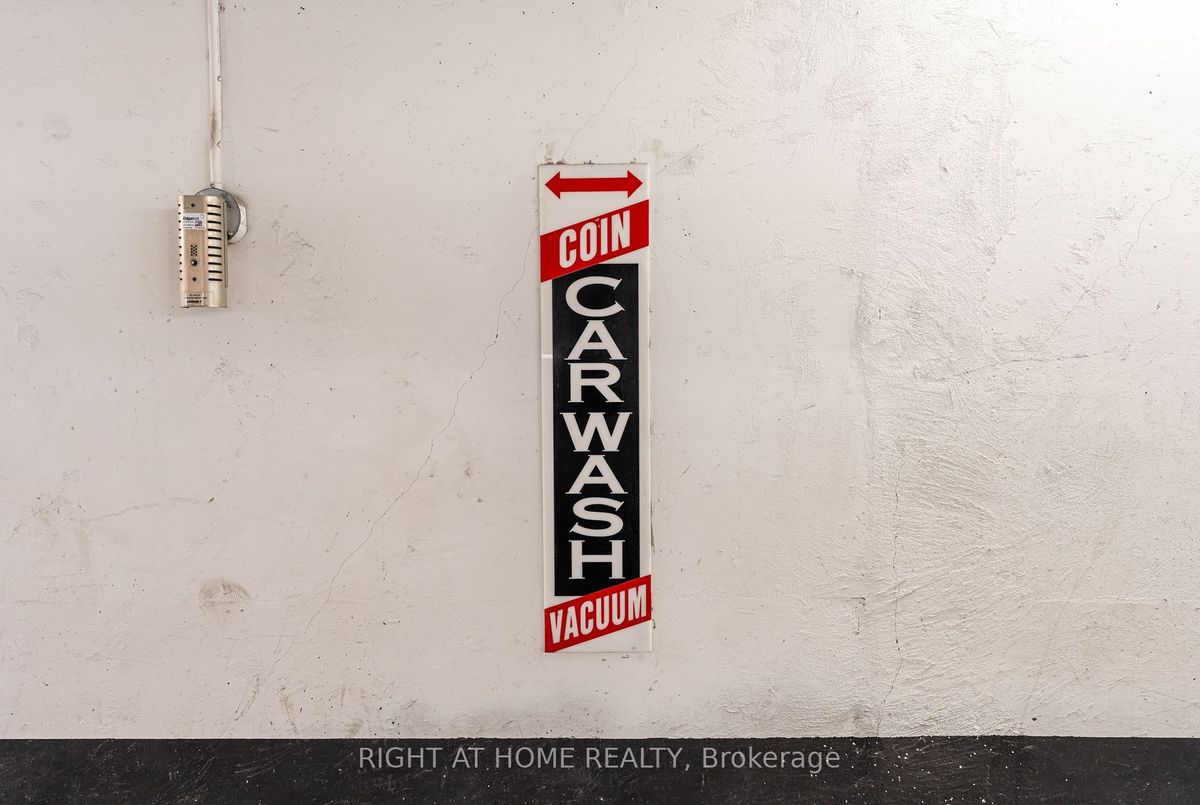 COIN
CARWASH
VACUUM
RIGHT AT HOME REALTY, Brokerage